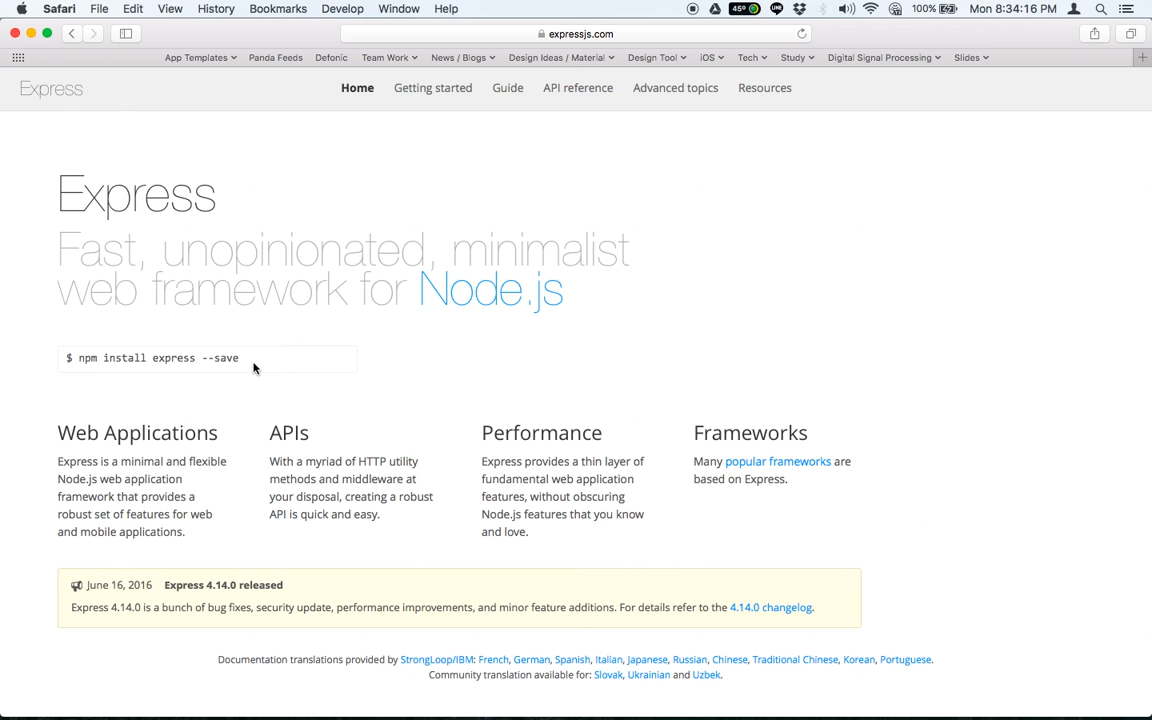 Safari File Edit View History Bookmarks Develop Window Help 45° LINE 100% Mon 8:34:16 PM
expressjs.com
App Templates Panda Feeds Defonic Team Work News / Blogs Design Ideas / Material Design Tool iOS Tech Study Digital Signal Processing Slides
Express Home Getting started Guide API reference Advanced topics Resources
Express
Fast, unopinionated, minimalist
web framework for Node.js
$ npm install express --save
Web Applications
Express is a minimal and flexible
Node.js web application
framework that provides a
robust set of features for web
and mobile applications.
APIs
With a myriad of HTTP utility
methods and middleware at
your disposal, creating a robust
API is quick and easy.
Performance
Express provides a thin layer of
fundamental web application
features, without obscuring
Node.js features that you know
and love.
Frameworks
Many popular frameworks are
based on Express.
June 16, 2016 Express 4.14.0 released
Express 4.14.0 is a bunch of bug fixes, security update, performance improvements, and minor feature additions. For details refer to the 4.14.0 changelog.
Documentation translations provided by StrongLoop/IBM: French, German, Spanish, Italian, Japanese, Russian, Chinese, Traditional Chinese, Korean, Portuguese.
Community translation available for: Slovak, Ukrainian and Uzbek.